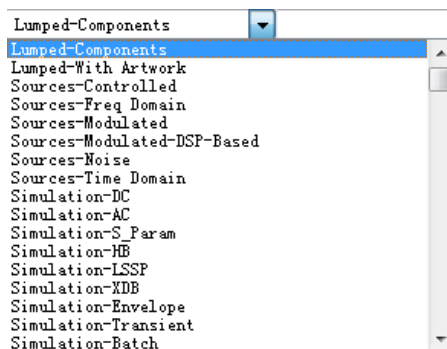 Lumped-Components
Lumped-Components
Lumped-With Artwork
Sources-Controlled
Sources-Freq Domain
Sources-Modulated
Sources-Modulated-DSP-Based
Sources-Noise
Sources-Time Domain
Simulation-DC
Simulation-AC
Simulation-S_Param
Simulation-HB
Simulation-LSSP
Simulation-XDB
Simulation-Envelope
Simulation-Transient
Simulation-Batch